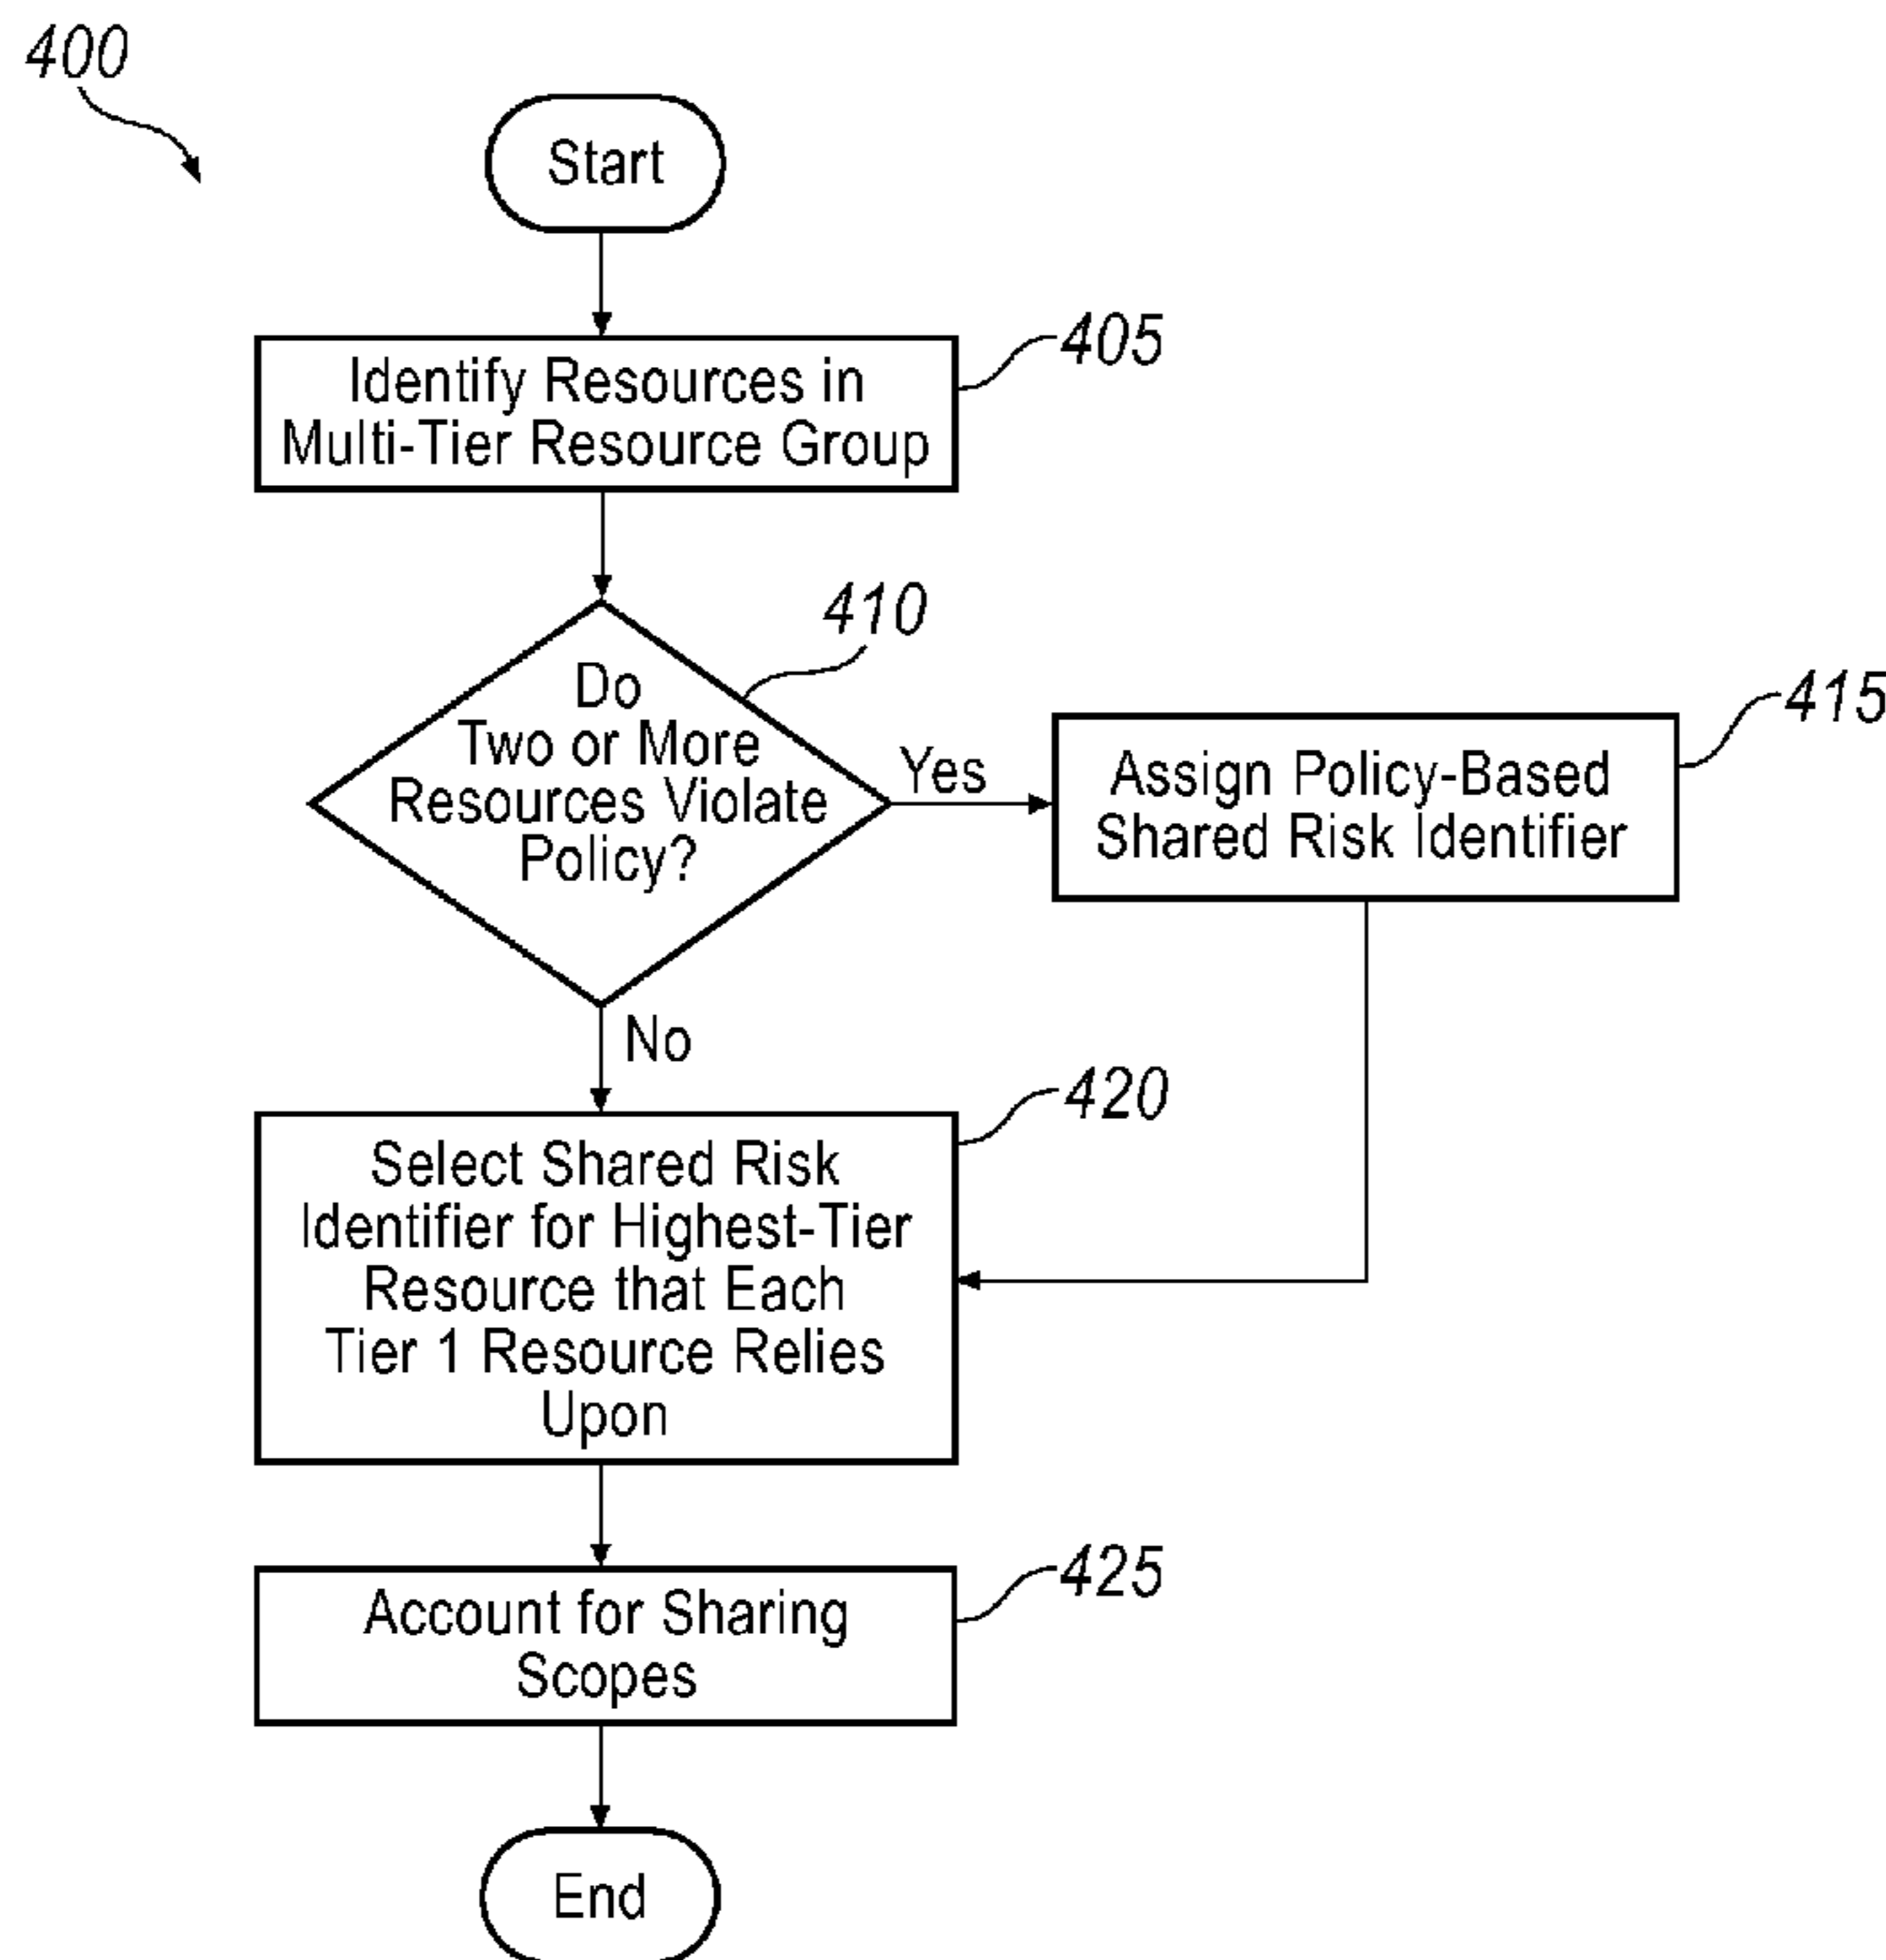 400
Start
405
Identify Resources in
Multi-Tier Resource Group
410
Do
Two or More
Resources Violate
Policy?
Yes
415
Assign Policy-Based
Shared Risk Identifier
No
420
Select Shared Risk
Identifier for Highest-Tier
Resource that Each
Tier 1 Resource Relies
Upon
425
Account for Sharing
Scopes
End